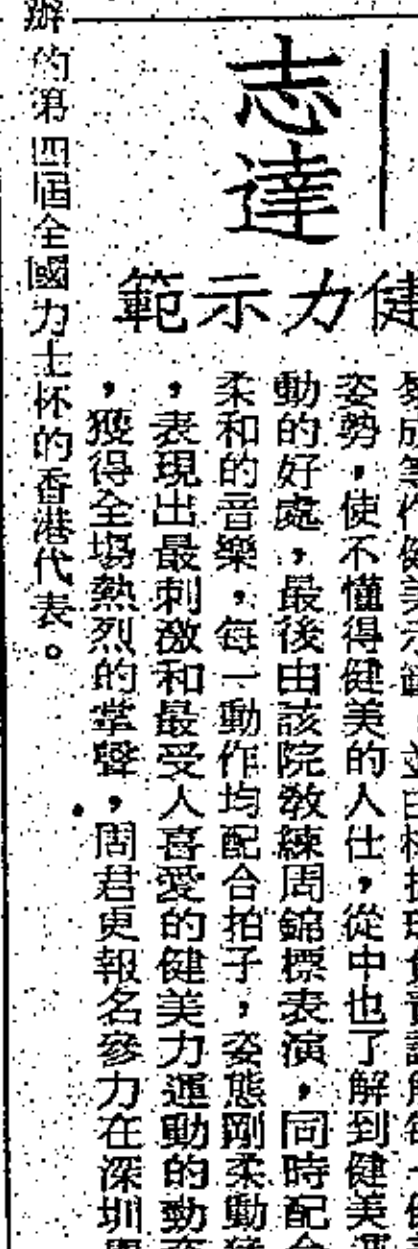 志達
健力示範
姿勢，使不懂得健美的人仕，從中也了解到健美運
動的好處，最後由該院教練周錦標表演，同時配合
柔和的音樂，每一動作均配合拍子，姿態剛柔動
，表現出最刺激和最受人喜愛的健美力運動的動
，獲得全場熱烈的掌聲，周君更報名參力在深圳
辦的第四屆全國力士杯的香港代表。